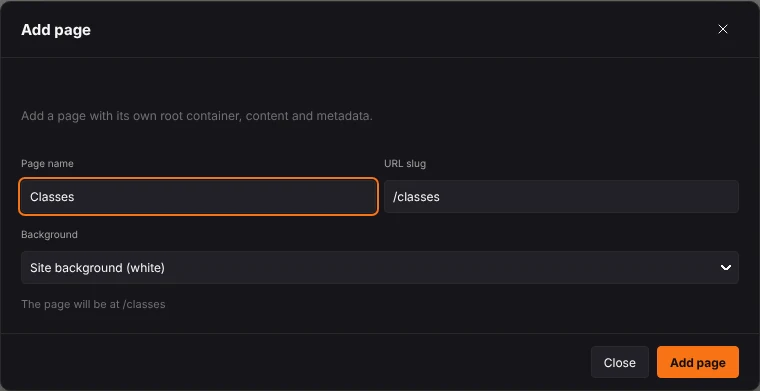 Add page
Add a page with its own root container, content and metadata.
Page name
URL slug
Classes
/classes
Background
Site background (white)
The page will be at /classes
Close
Add page